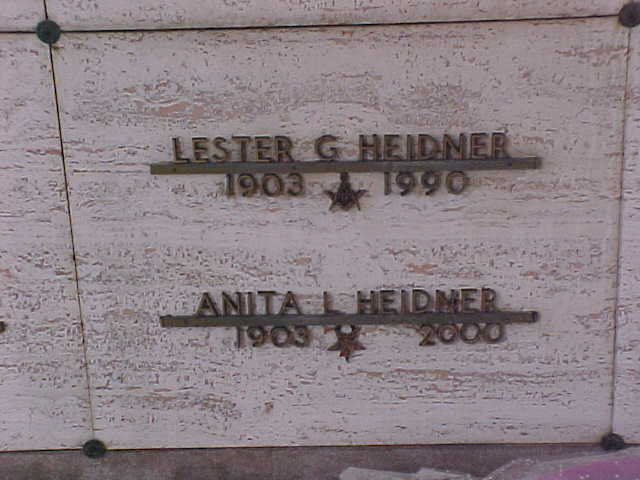 LESTER G HEIDNER
1903 1990
ANITA L HEIDNER
1903 2000